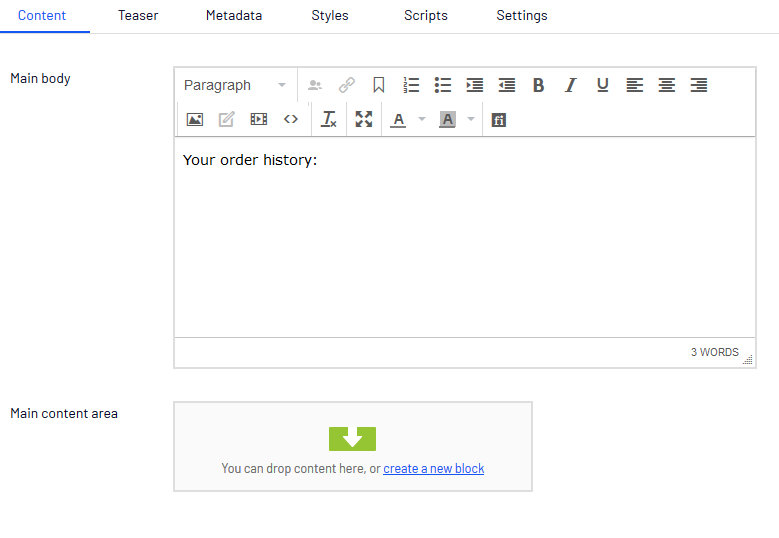 Content Teaser Metadata Styles Scripts Settings
Main body
Paragraph
Your order history:
3 WORDS
Main content area
You can drop content here, or create a new block